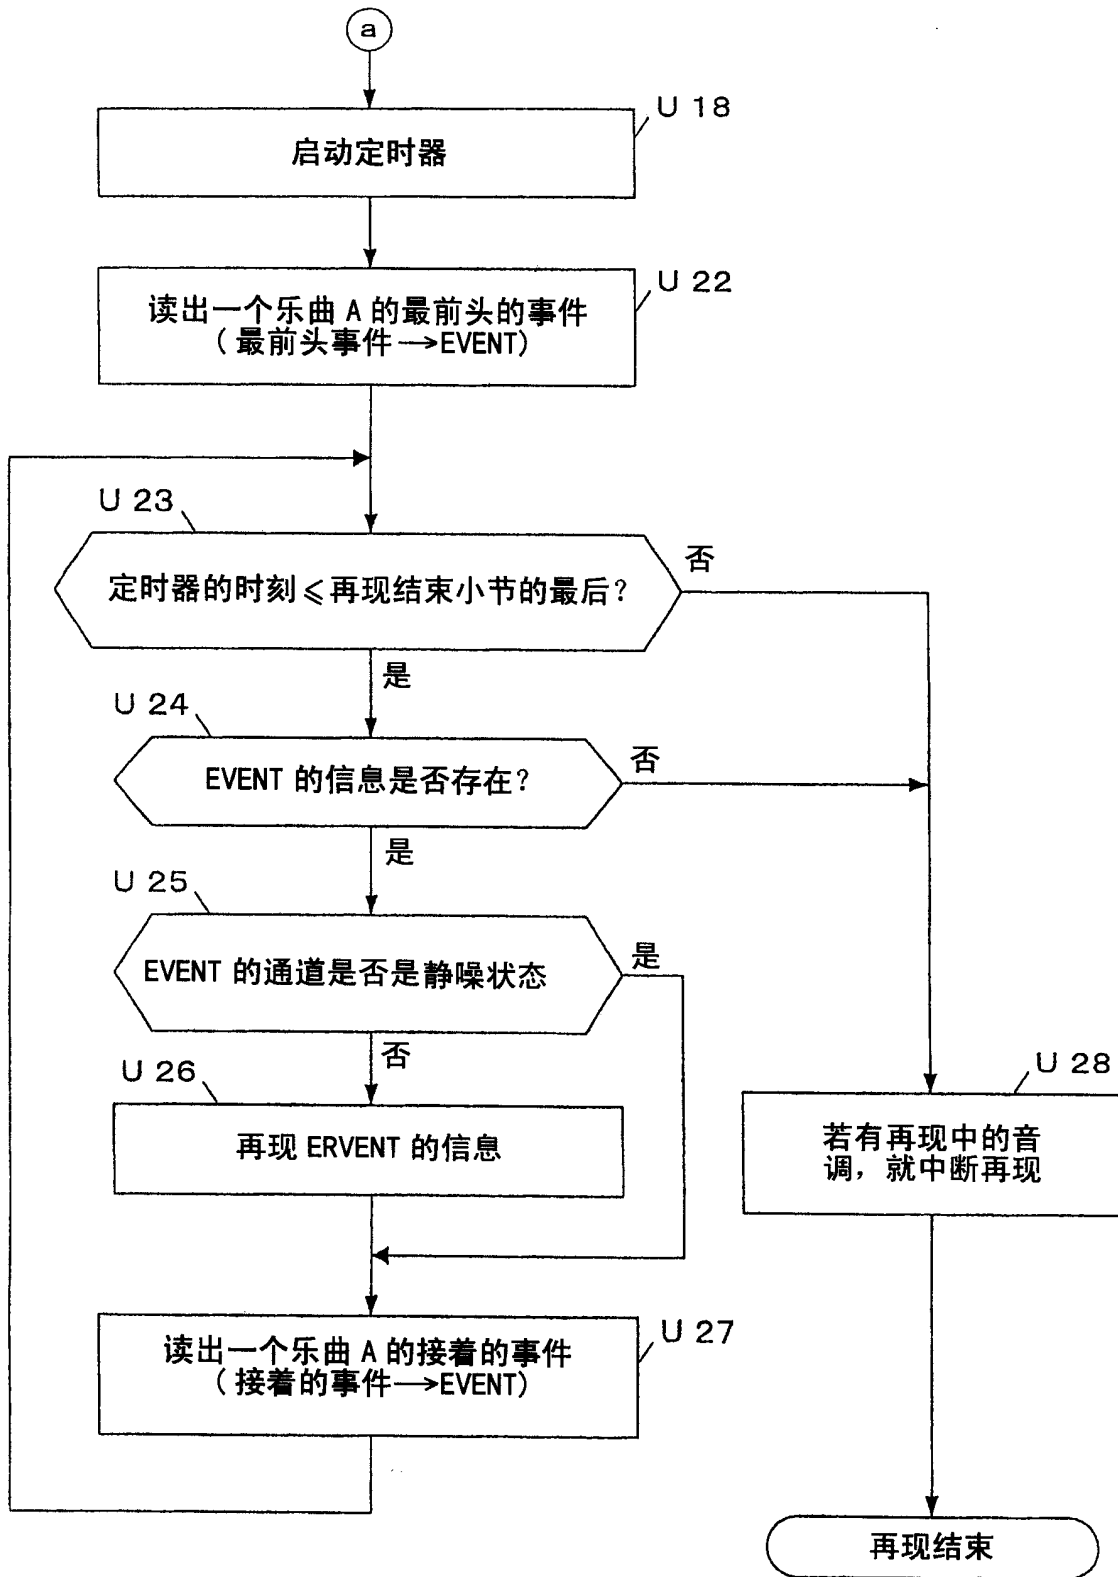 a
U 18
启动定时器
U 22
读出一个乐曲 A 的最前头的事件
(最前头事件→EVENT)
U 23
定时器的时刻≤再现结束小节的最后?
否
是
U 24
EVENT 的信息是否存在?
否
是
U 25
EVENT 的通道是否是静噪状态
是
否
U 26
再现 ERVENT 的信息
U 28
若有再现中的音
调，就中断再现
U 27
读出一个乐曲 A 的接着的事件
(接着的事件→EVENT)
再现结束